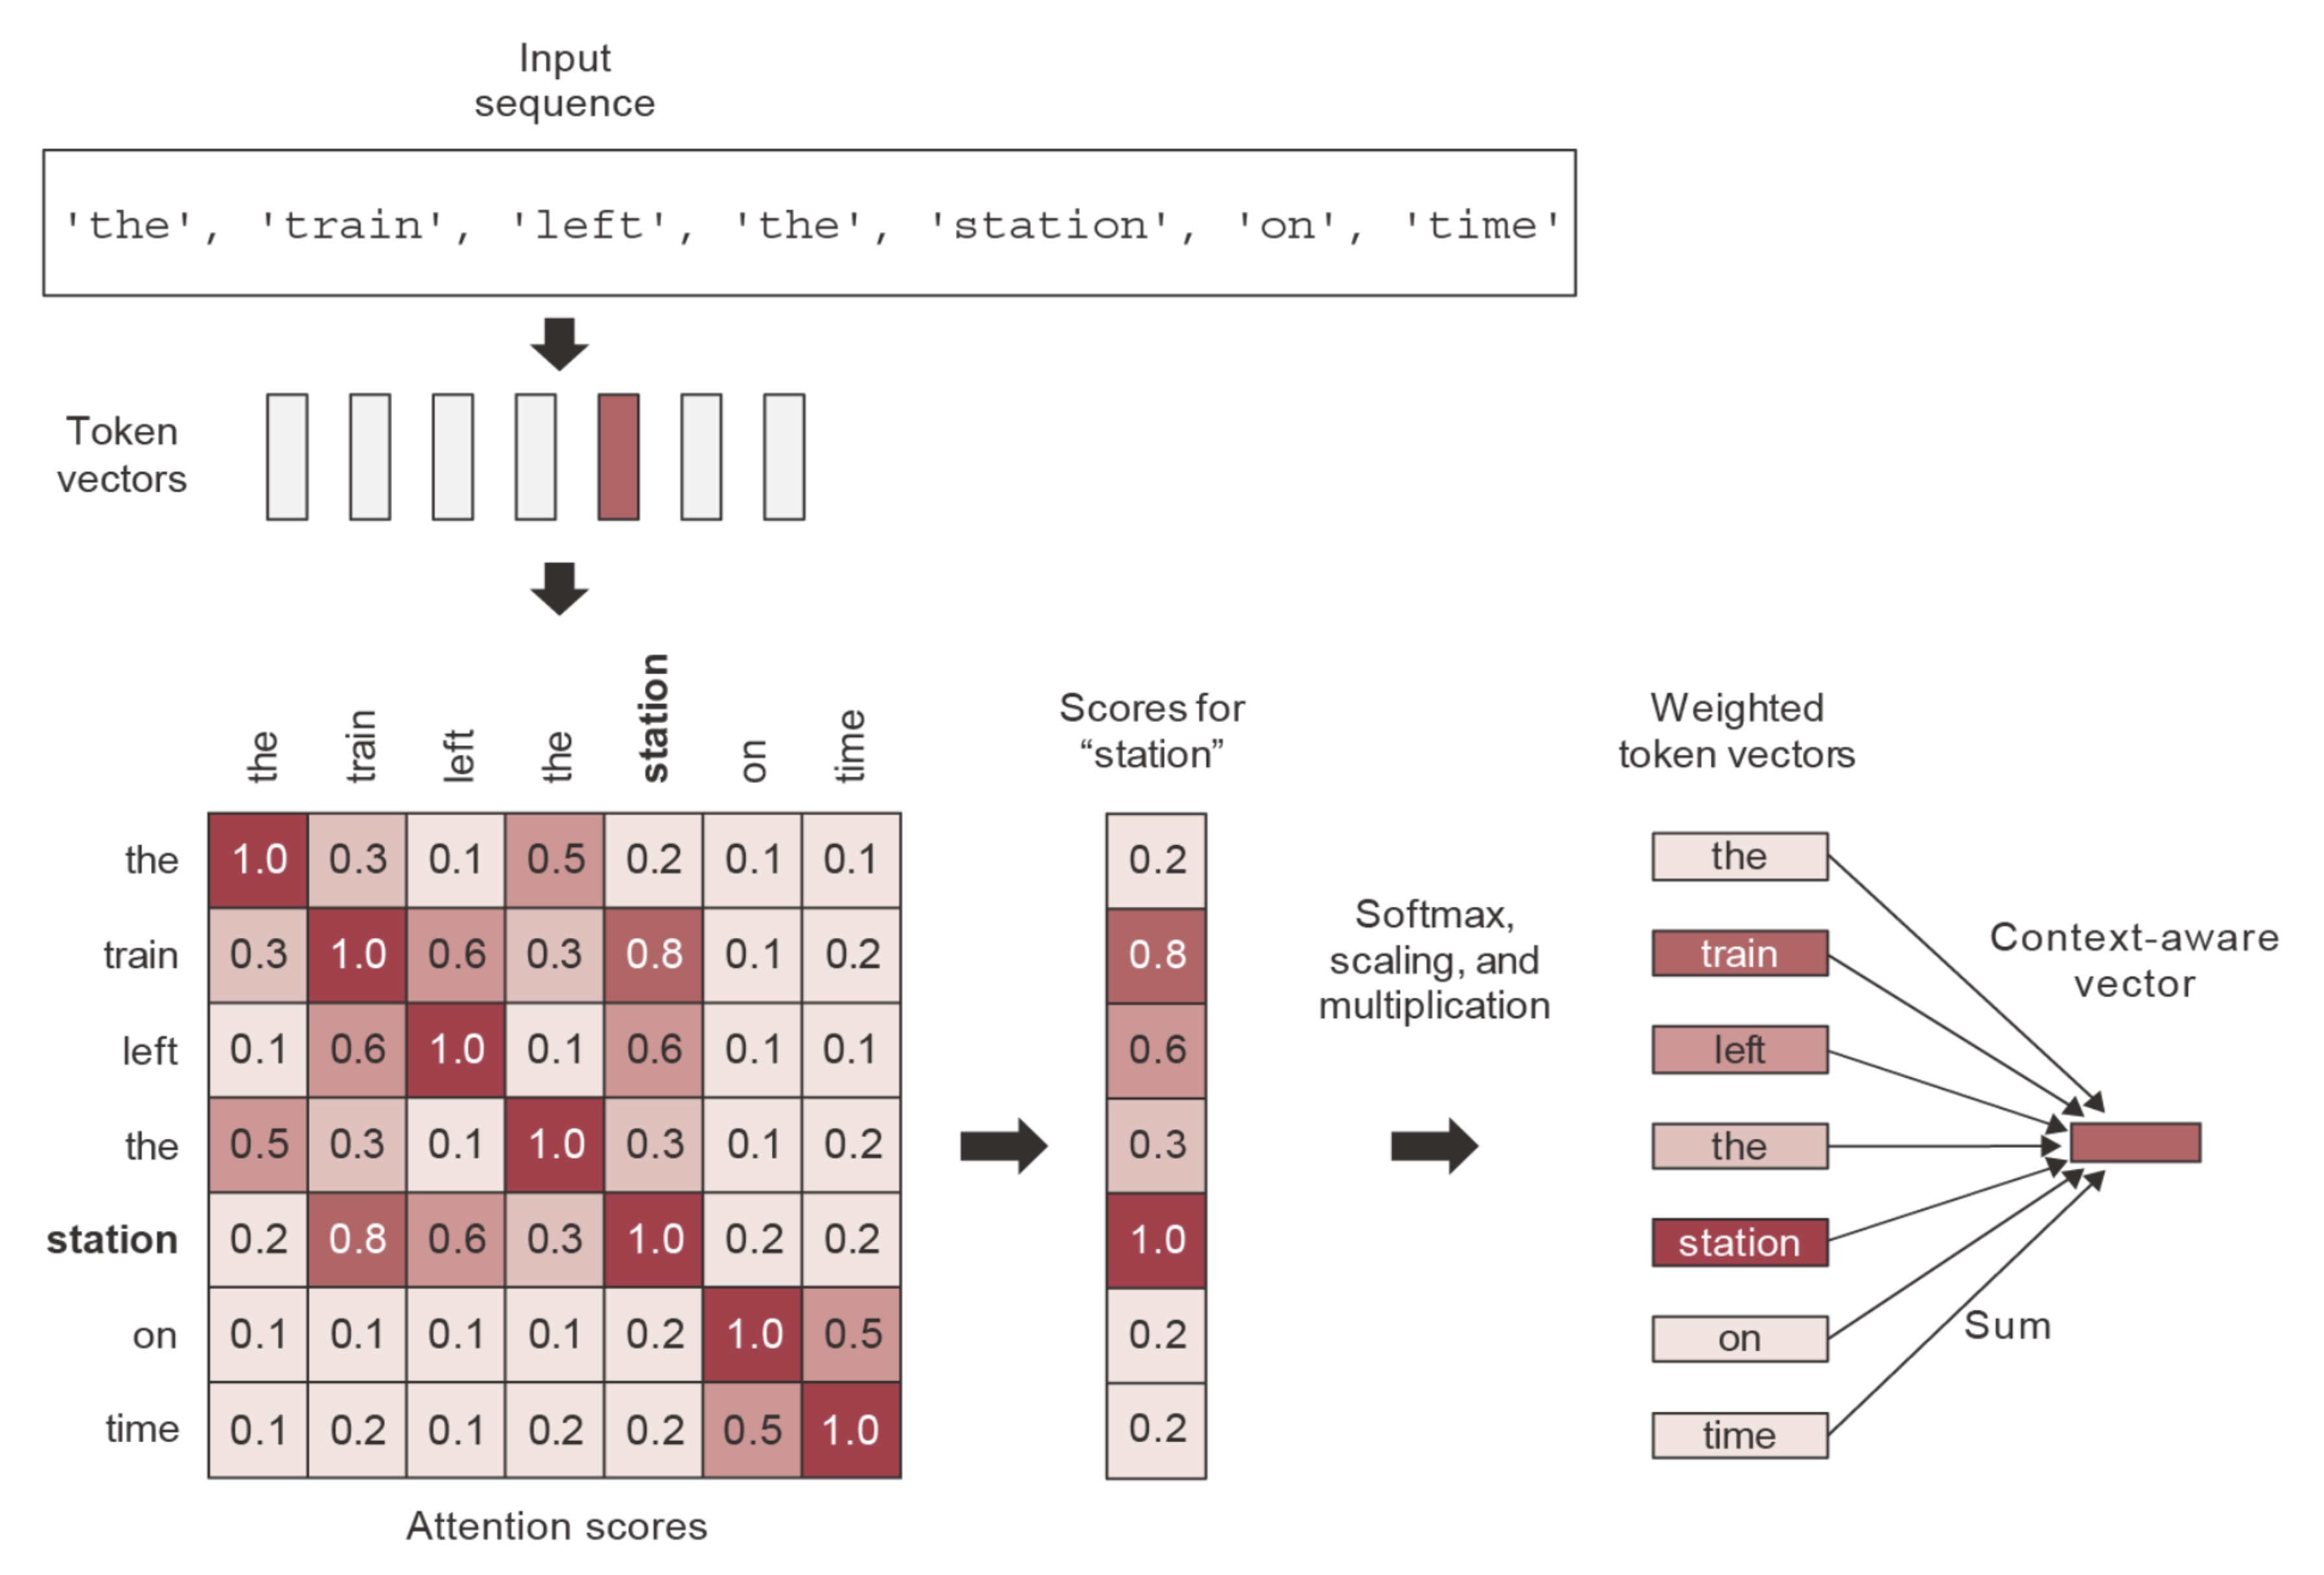 Input
sequence
'the', 'train', 'left', 'the', 'station', 'on', 'time'
Token
vectors
the train left the station on time
the 1.0 0.3 0.1 0.5 0.2 0.1 0.1
train 0.3 1.0 0.6 0.3 0.8 0.1 0.2
left 0.1 0.6 1.0 0.1 0.6 0.1 0.1
the 0.5 0.3 0.1 1.0 0.3 0.1 0.2
station 0.2 0.8 0.6 0.3 1.0 0.2 0.2
on 0.1 0.1 0.1 0.1 0.2 1.0 0.5
time 0.1 0.2 0.1 0.2 0.2 0.5 1.0
Attention scores
Scores for
“station”
0.2
0.8
0.6
0.3
1.0
0.2
0.2
Softmax,
scaling, and
multiplication
Weighted
token vectors
the
train
left
the
station
on
time
Context-aware
vector
Sum